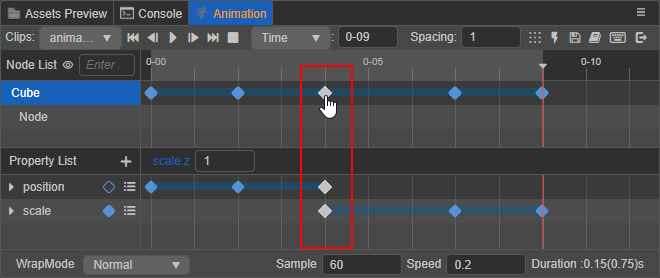 Assets Preview Console Animation
Clips: anima... Time : 0-09 Spacing: 1
Node List Enter 0-00 0-05 0-10
Cube
Node
Property List + scale.z 1
position
scale
WrapMode Normal Sample 60 Speed 0.2 Duration :0.15(0.75)s